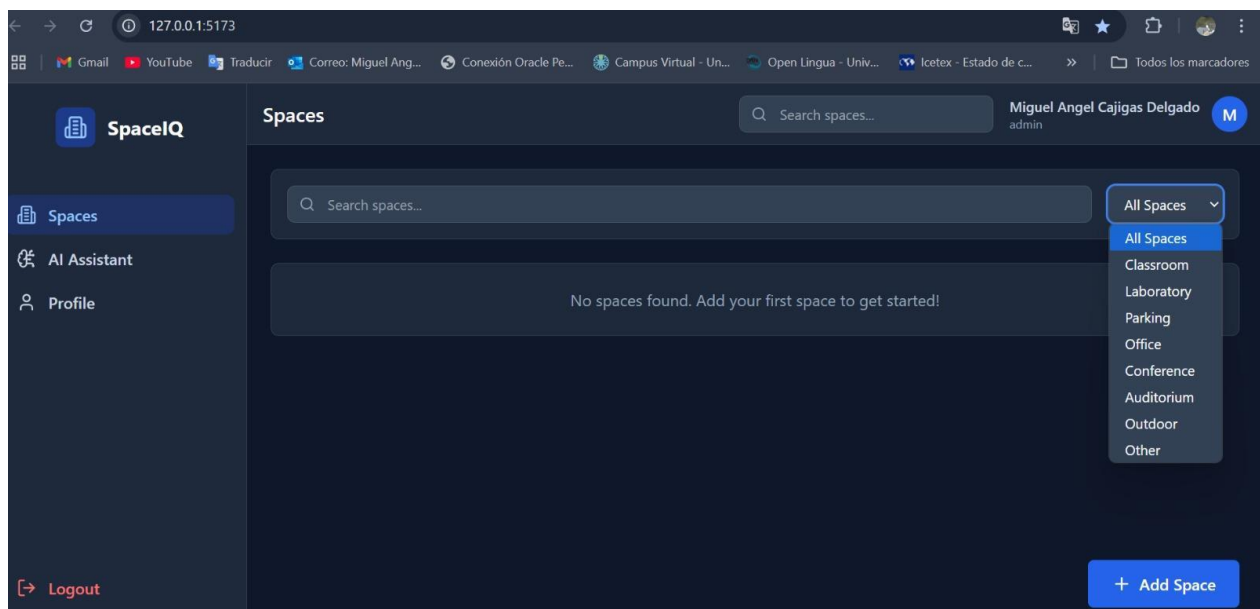 127.0.0.1:5173
Gmail YouTube Traducir Correo: Miguel Ang... Conexión Oracle Pe... Campus Virtual - Un... Open Lingua - Univ... Icetex - Estado de c... » Todos los marcadores
SpaceIQ
Spaces
AI Assistant
Profile
Logout
Spaces
Search spaces...
Miguel Angel Cajigas Delgado
admin
M
Search spaces...
All Spaces
All Spaces
Classroom
Laboratory
Parking
Office
Conference
Auditorium
Outdoor
Other
No spaces found. Add your first space to get started!
+ Add Space